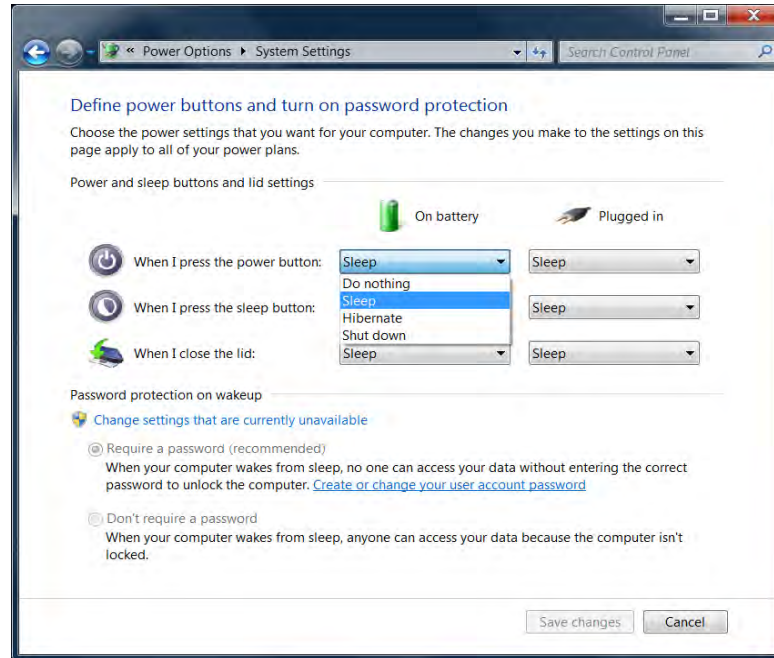 « Power Options ▸ System Settings
Search Control Panel
Define power buttons and turn on password protection
Choose the power settings that you want for your computer. The changes you make to the settings on this
page apply to all of your power plans.
Power and sleep buttons and lid settings
On battery Plugged in
When I press the power button: Sleep Sleep
Do nothing
Sleep
When I press the sleep button: Sleep
Hibernate
Shut down
When I close the lid: Sleep Sleep
Password protection on wakeup
Change settings that are currently unavailable
Require a password (recommended)
When your computer wakes from sleep, no one can access your data without entering the correct
password to unlock the computer. Create or change your user account password
Don't require a password
When your computer wakes from sleep, anyone can access your data because the computer isn't
locked.
Save changes Cancel